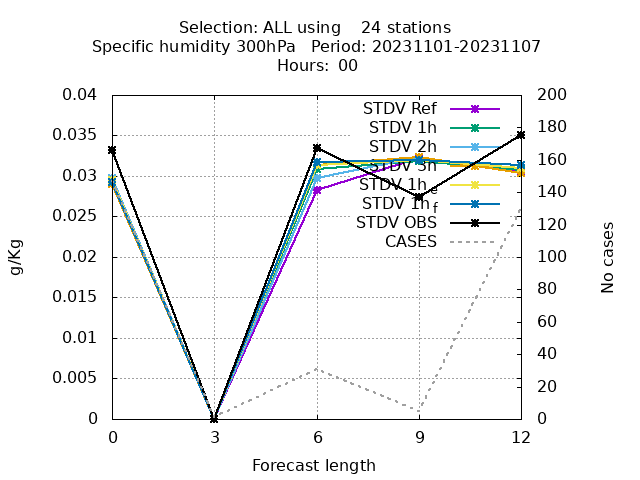 Selection: ALL using 24 stations
Specific humidity 300hPa Period: 20231101-20231107
Hours: 00
0.04
0.035
0.03
0.025
0.02
0.015
0.01
0.005
0
200
180
160
140
120
100
80
60
40
20
0
g/Kg
No cases
STDV Ref
STDV 1h
STDV 2h
STDV 3h
STDV 1h_e
STDV 1h_f
STDV OBS
CASES
0 3 6 9 12
Forecast length